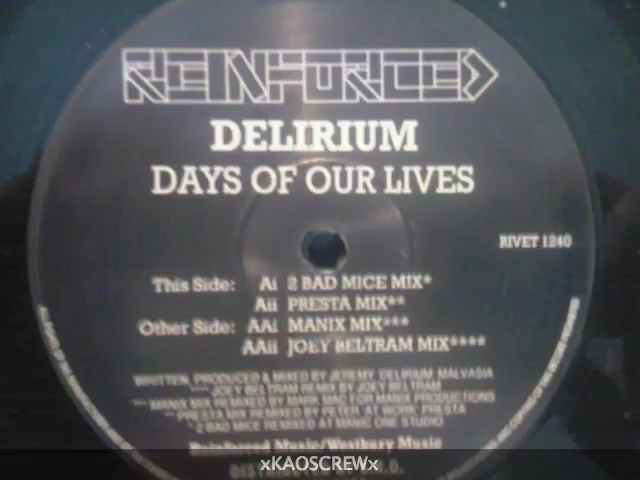 REINFORCED
DELIRIUM
DAYS OF OUR LIVES
RIVET 1240
This Side: Ai 2 BAD MICE MIX*
Aii PRESTA MIX**
Other Side: AAi MANIX MIX***
AAii JOEY BELTRAM MIX****
WRITTEN, PRODUCED & MIXED BY JEREMY DELIRIUM MALVASIA
**** JOEY BELTRAM REMIX BY JOEY BELTRAM
*** MANIX MIX REMIXED BY MARK MAC FOR MANIX PRODUCTIONS
** PRESTA MIX REMIXED BY PETER AT WORK PRESTA
* 2 BAD MICE REMIXED AT MANIC ONE STUDIO
Reinforced Music/Westbury Music
xKAOSCREWx